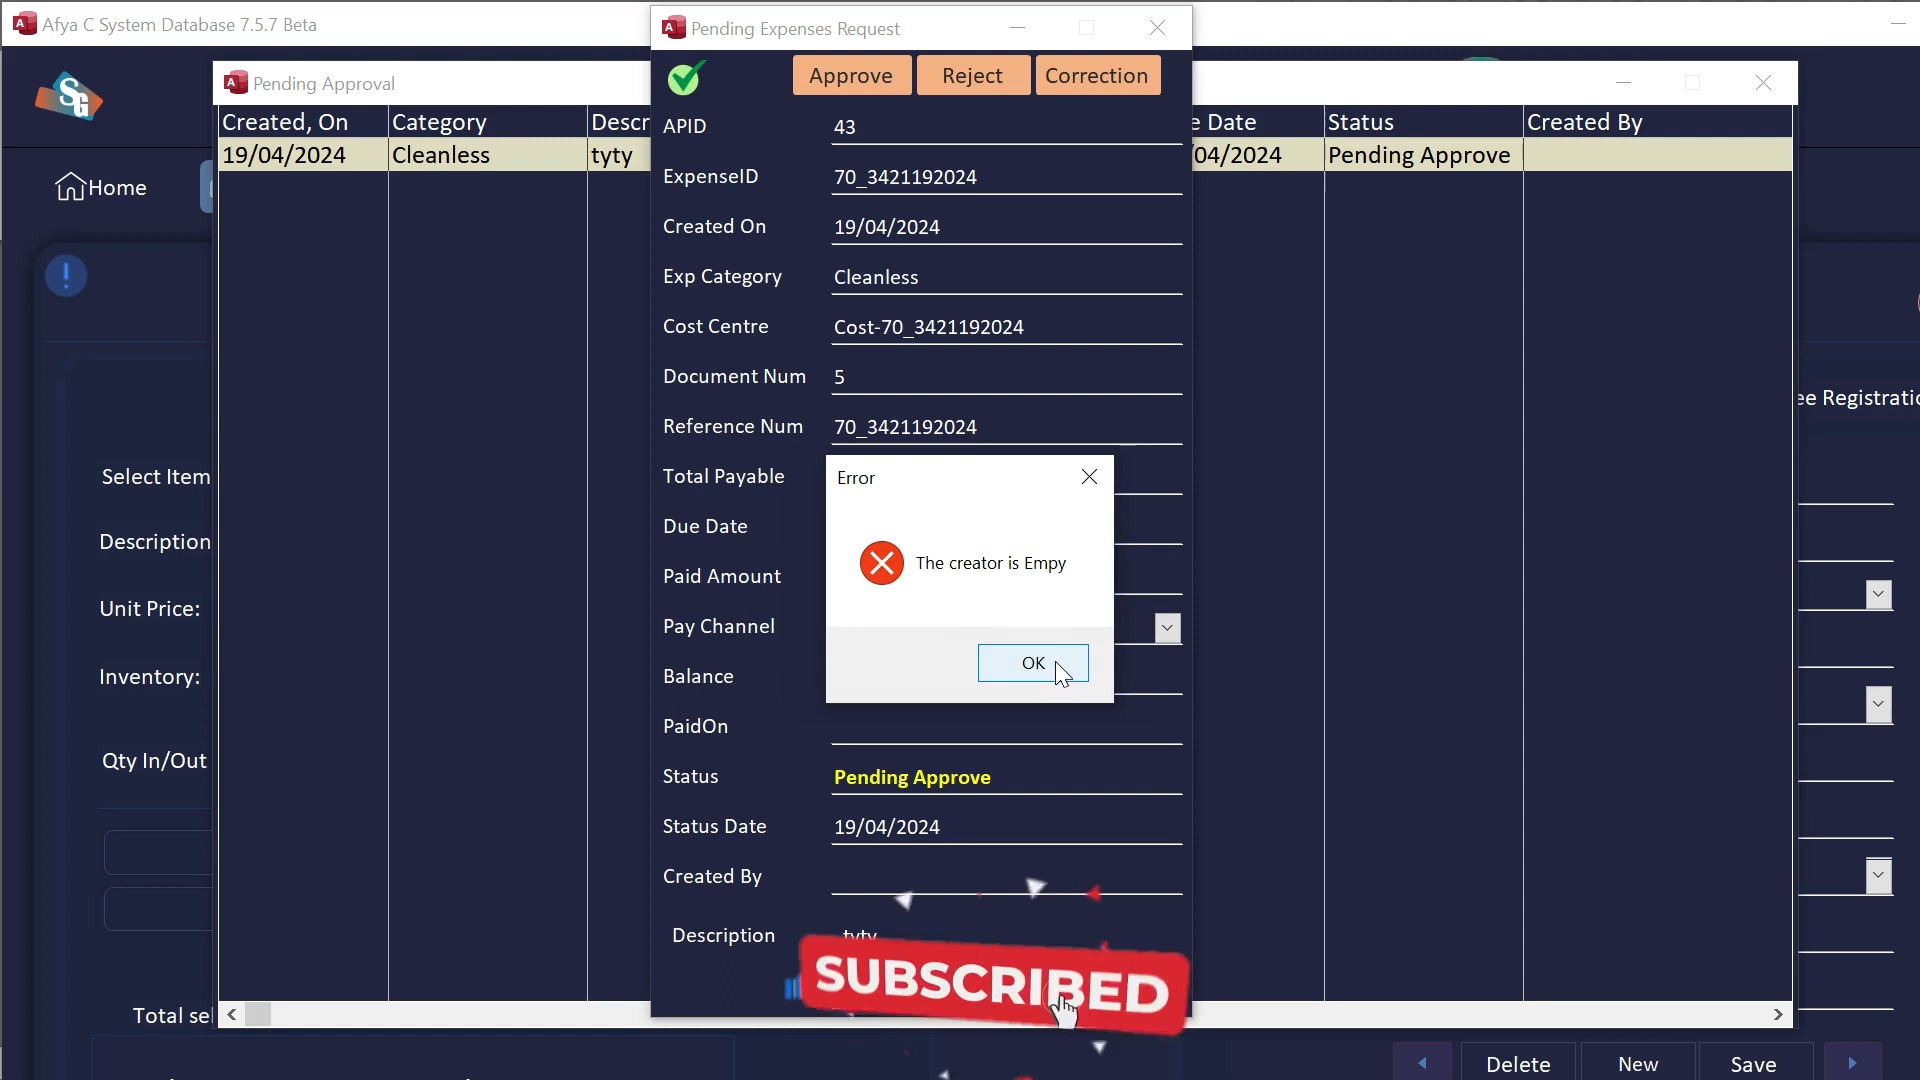 Afya C System Database 7.5.7 Beta
Pending Expenses Request
SG
Pending Approval
Approve
Reject
Correction
Created, On
Category
Descr
e Date
Status
Created By
19/04/2024
Cleanless
tyty
04/2024
Pending Approve
Home
APID
43
ExpenseID
70_3421192024
Created On
19/04/2024
Exp Category
Cleanless
Cost Centre
Cost-70_3421192024
Document Num
5
Reference Num
70_3421192024
Total Payable
Due Date
Paid Amount
Pay Channel
Balance
PaidOn
Status
Pending Approve
Status Date
19/04/2024
Created By
Description
tyty
Error
The creator is Empy
OK
ee Registratio
Select Item
Description
Unit Price:
Inventory:
Qty In/Out
Total sel
SUBSCRIBED
Delete
New
Save